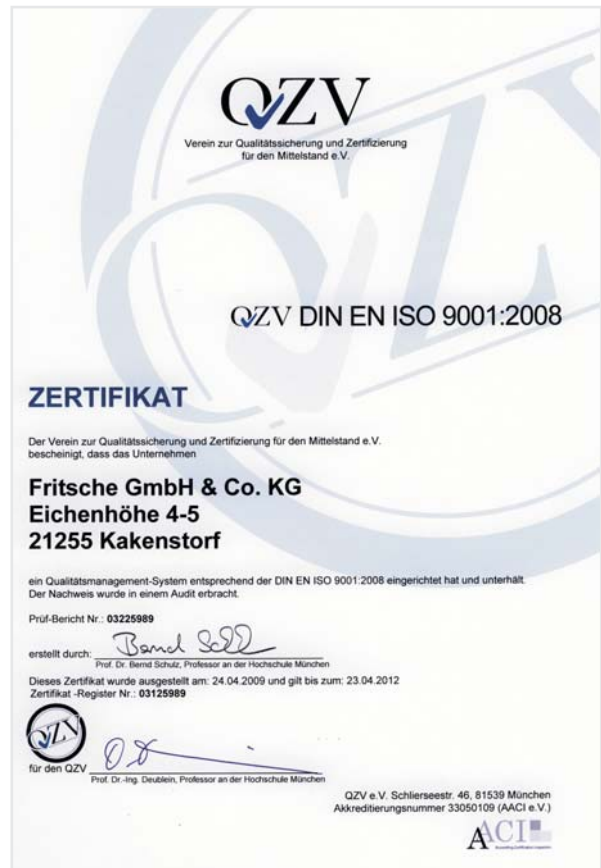 QZV
Verein zur Qualitätssicherung und Zertifizierung
für den Mittelstand e.V.
QZV DIN EN ISO 9001:2008
ZERTIFIKAT
Der Verein zur Qualitätssicherung und Zertifizierung für den Mittelstand e.V.
bescheinigt, dass das Unternehmen
Fritsche GmbH & Co. KG
Eichenhöhe 4-5
21255 Kakenstorf
ein Qualitätsmanagement-System entsprechend der DIN EN ISO 9001:2008 eingerichtet hat und unterhält.
Der Nachweis wurde in einem Audit erbracht.
Prüf-Bericht Nr.: 03225989
erstellt durch:
Prof. Dr. Bernd Schulz, Professor an der Hochschule München
Dieses Zertifikat wurde ausgestellt am: 24.04.2009 und gilt bis zum: 23.04.2012
Zertifikat -Register Nr.: 03125989
QZV
für den QZV
Prof. Dr.-Ing. Deublein, Professor an der Hochschule München
QZV e.V. Schlierseestr. 46, 81539 München
Akkreditierungsnummer 33050109 (AACI e.V.)
AACI